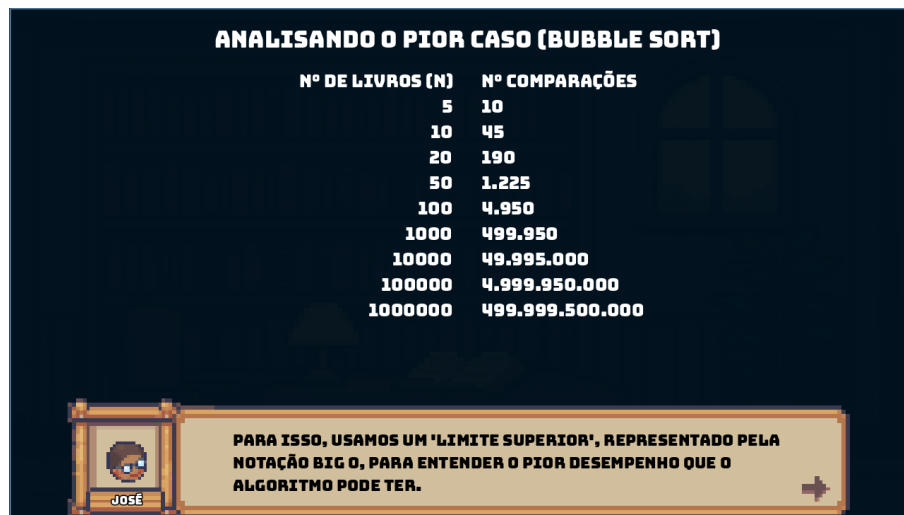 ANALISANDO O PIOR CASO (BUBBLE SORT)
Nº DE LIVROS (N) Nº COMPARAÇÕES
5 10
10 45
20 190
50 1.225
100 4.950
1000 499.950
10000 49.995.000
100000 4.999.950.000
1000000 499.999.500.000
PARA ISSO, USAMOS UM 'LIMITE SUPERIOR', REPRESENTADO PELA
NOTAÇÃO BIG O, PARA ENTENDER O PIOR DESEMPENHO QUE O
ALGORITMO PODE TER.
JOSÉ